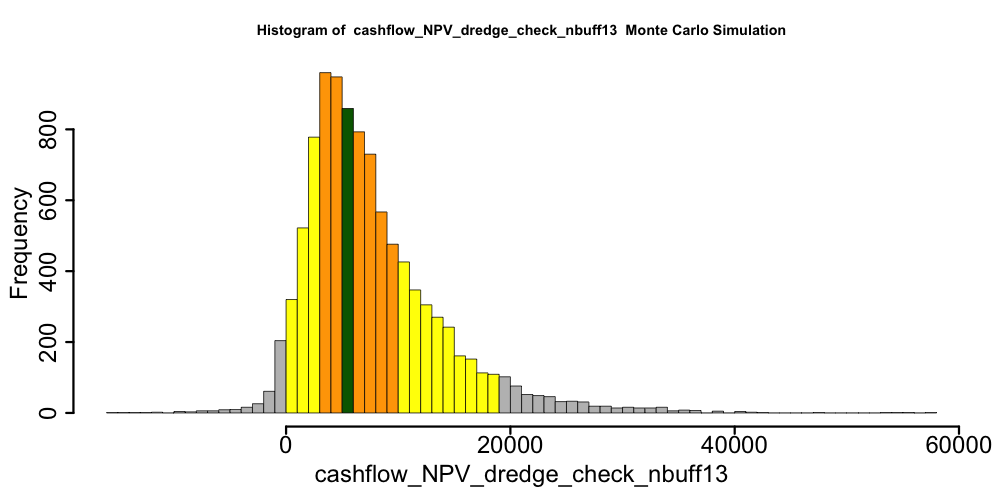 Histogram of cashflow_NPV_dredge_check_nbuff13 Monte Carlo Simulation
Frequency
800
600
400
200
0
0 20000 40000 60000
cashflow_NPV_dredge_check_nbuff13